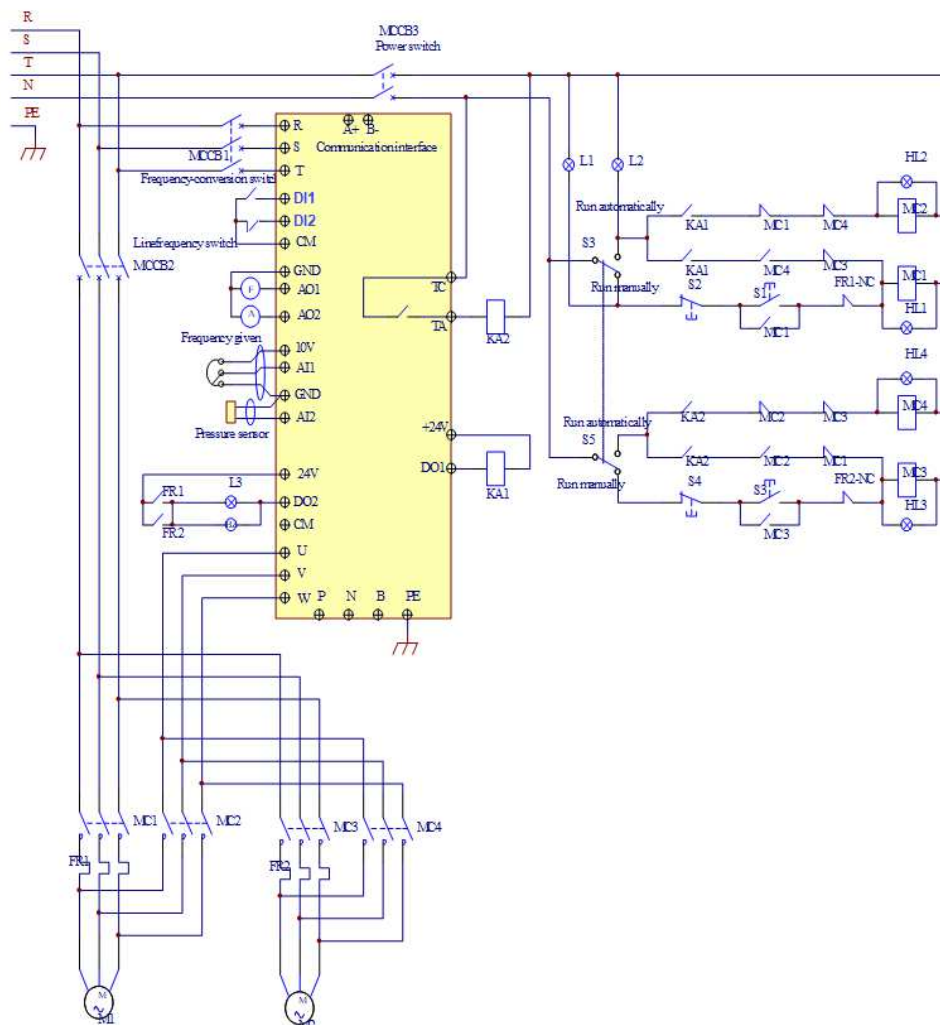 R
S
T
N
PE
MCCB3
Power switch
A+ B-
Communication interface
R
S
T
MCCB1
Frequency-conversion switch
DI1
DI2
CM
Line frequency switch
MCCB2
GND
AO1
AO2
F
A
Frequency given
10V
AI1
GND
AI2
Pressure sensor
24V
DO2
CM
FR1
FR2
L3
U
V
W
P N B PE
TC
TA
KA2
+24V
DO1
KA1
L1
L2
HL2
Run automatically
KA1
MC1
MC4
MC2
S3
KA1
MC4
MC3
MC1
Run manually
S2
S1
FR1-NC
MC1
HL1
HL4
Run automatically
KA2
MC2
MC3
MC4
S5
KA2
MC2
MC1
MC3
Run manually
S4
S3
FR2-NC
MC3
HL3
MC1
MC2
MC3
MC4
FR1
FR2
M
M1
M